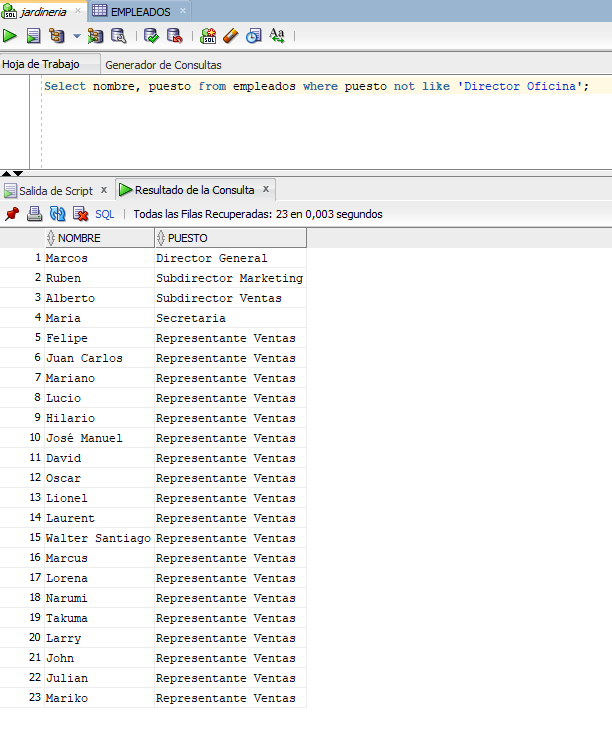 jardineria EMPLEADOS
Hoja de Trabajo Generador de Consultas
Select nombre, puesto from empleados where puesto not like 'Director Oficina';
Salida de Script x Resultado de la Consulta x
SQL Todas las Filas Recuperadas: 23 en 0,003 segundos
NOMBRE PUESTO
1 Marcos Director General
2 Ruben Subdirector Marketing
3 Alberto Subdirector Ventas
4 Maria Secretaria
5 Felipe Representante Ventas
6 Juan Carlos Representante Ventas
7 Mariano Representante Ventas
8 Lucio Representante Ventas
9 Hilario Representante Ventas
10 José Manuel Representante Ventas
11 David Representante Ventas
12 Oscar Representante Ventas
13 Lionel Representante Ventas
14 Laurent Representante Ventas
15 Walter Santiago Representante Ventas
16 Marcus Representante Ventas
17 Lorena Representante Ventas
18 Narumi Representante Ventas
19 Takuma Representante Ventas
20 Larry Representante Ventas
21 John Representante Ventas
22 Julian Representante Ventas
23 Mariko Representante Ventas